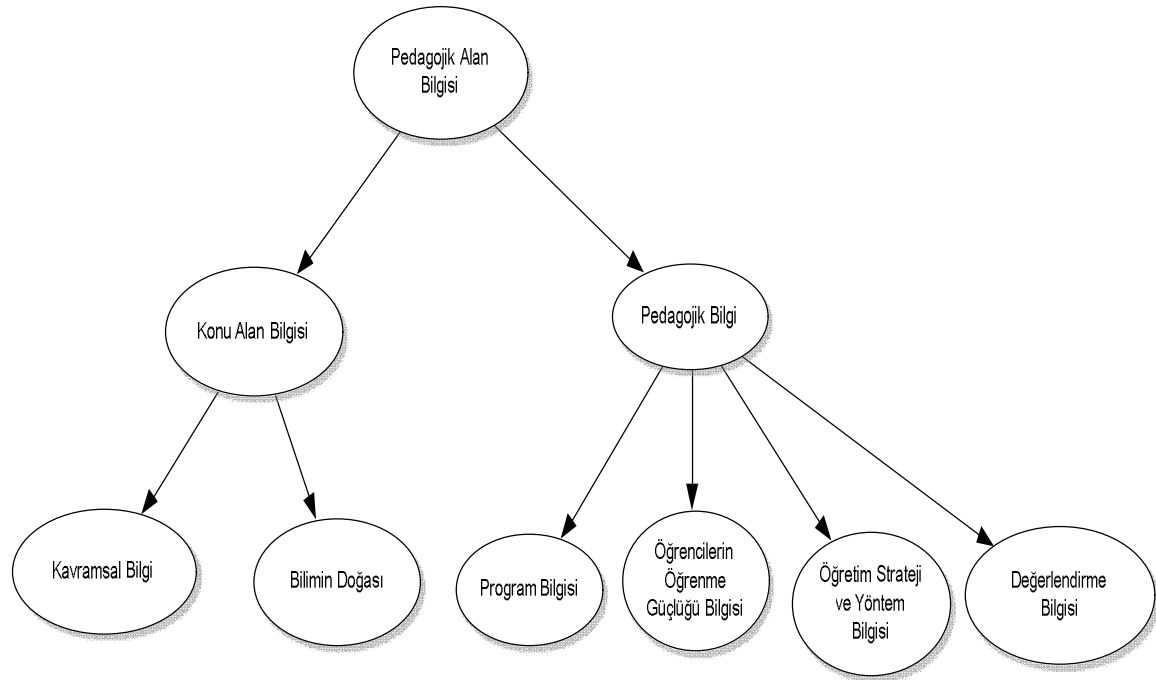 Pedagojik Alan
Bilgisi
Konu Alan Bilgisi
Pedagojik Bilgi
Kavramsal Bilgi
Bilimin Doğası
Program Bilgisi
Öğrencilerin
Öğrenme
Güçlüğü Bilgisi
Öğretim Strateji
ve Yöntem
Bilgisi
Değerlendirme
Bilgisi